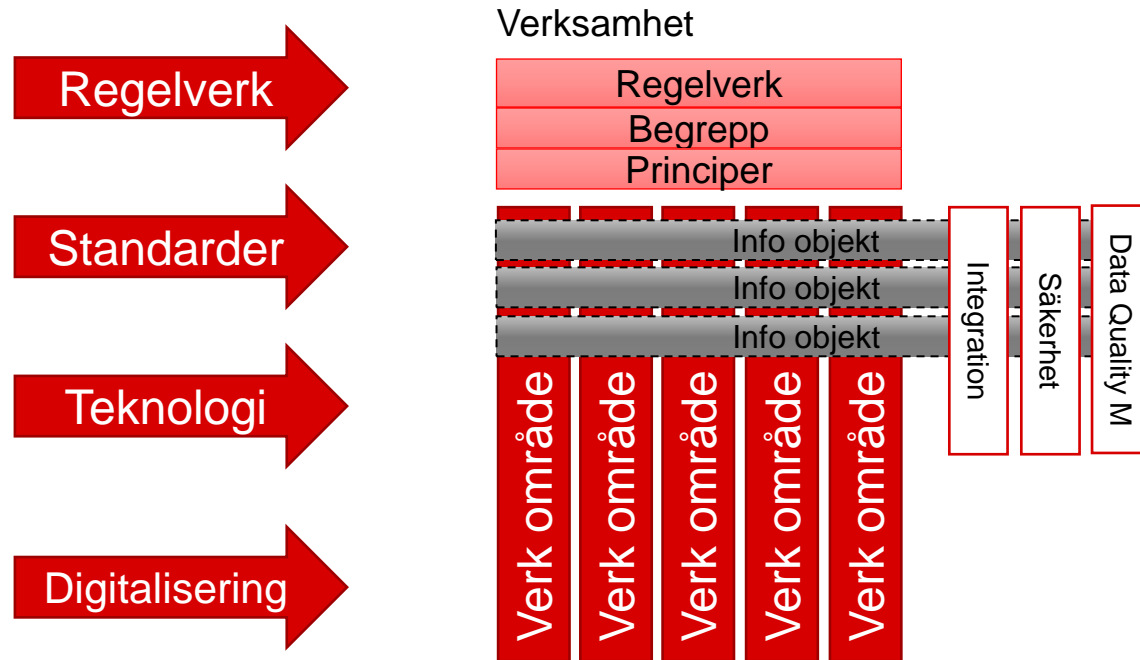 Verksamhet
Regelverk
Standarder
Teknologi
Digitalisering
Regelverk
Begrepp
Principer
Info objekt
Info objekt
Info objekt
Verk område
Verk område
Verk område
Verk område
Verk område
Integration
Säkerhet
Data Quality M